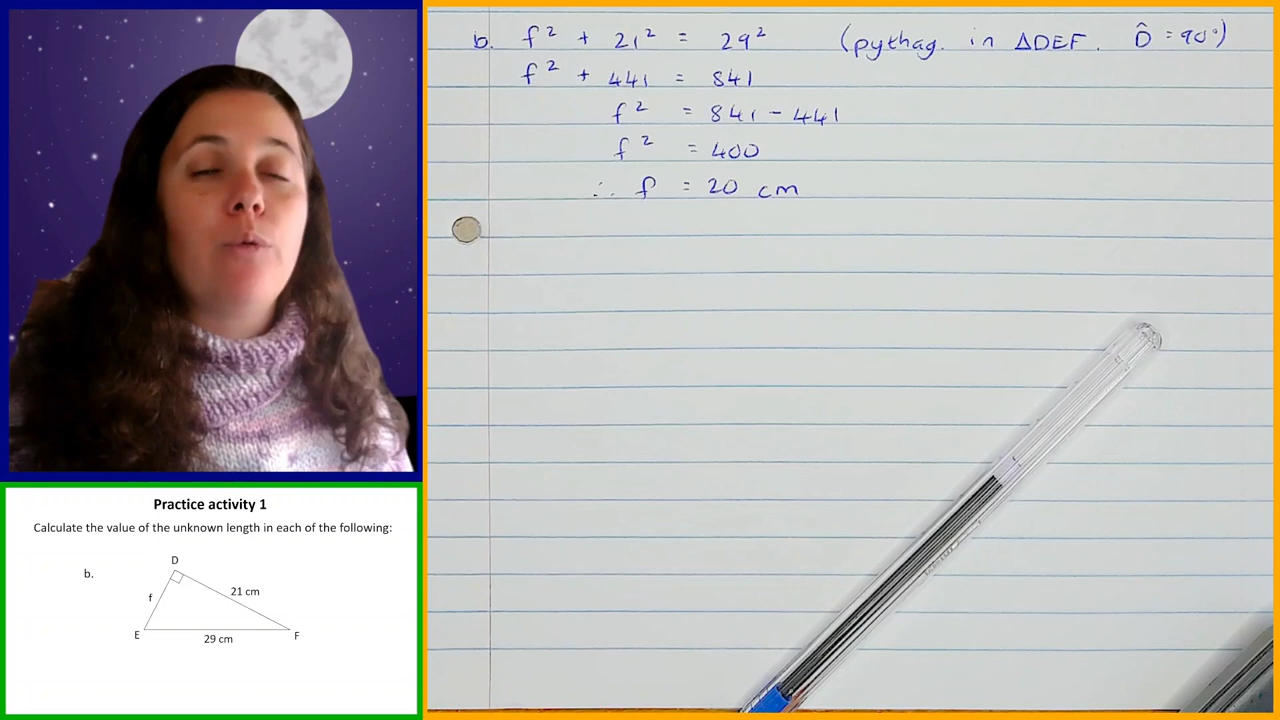 b. f² + 21² = 29² (pythag. in ΔDEF. D̂ = 90°)
f² + 441 = 841
f² = 841 - 441
f² = 400
∴ f = 20 cm
Practice activity 1
Calculate the value of the unknown length in each of the following:
b.
D
f
21 cm
E
29 cm
F